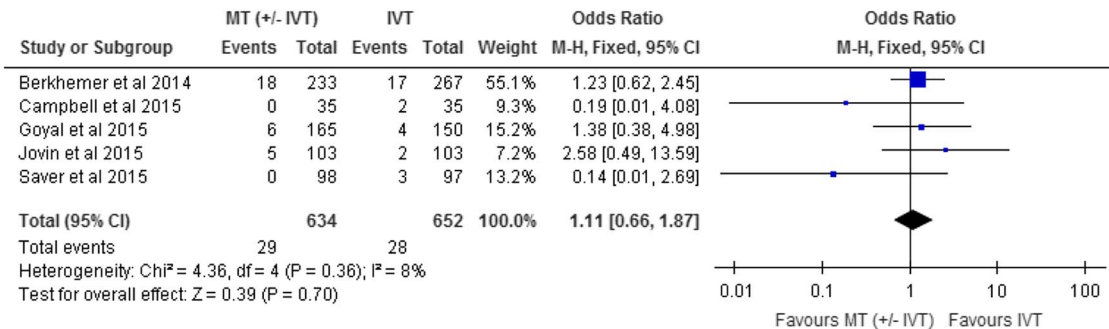 MT (+/- IVT) IVT Odds Ratio Odds Ratio
Study or Subgroup Events Total Events Total Weight M-H, Fixed, 95% CI M-H, Fixed, 95% CI
Berkhemer et al 2014 18 233 17 267 55.1% 1.23 [0.62, 2.45]
Campbell et al 2015 0 35 2 35 9.3% 0.19 [0.01, 4.08]
Goyal et al 2015 6 165 4 150 15.2% 1.38 [0.38, 4.98]
Jovin et al 2015 5 103 2 103 7.2% 2.58 [0.49, 13.59]
Saver et al 2015 0 98 3 97 13.2% 0.14 [0.01, 2.69]
Total (95% CI) 634 652 100.0% 1.11 [0.66, 1.87]
Total events 29 28
Heterogeneity: Chi² = 4.36, df = 4 (P = 0.36); I² = 8%
Test for overall effect: Z = 0.39 (P = 0.70)
0.01 0.1 1 10 100
Favours MT (+/- IVT) Favours IVT